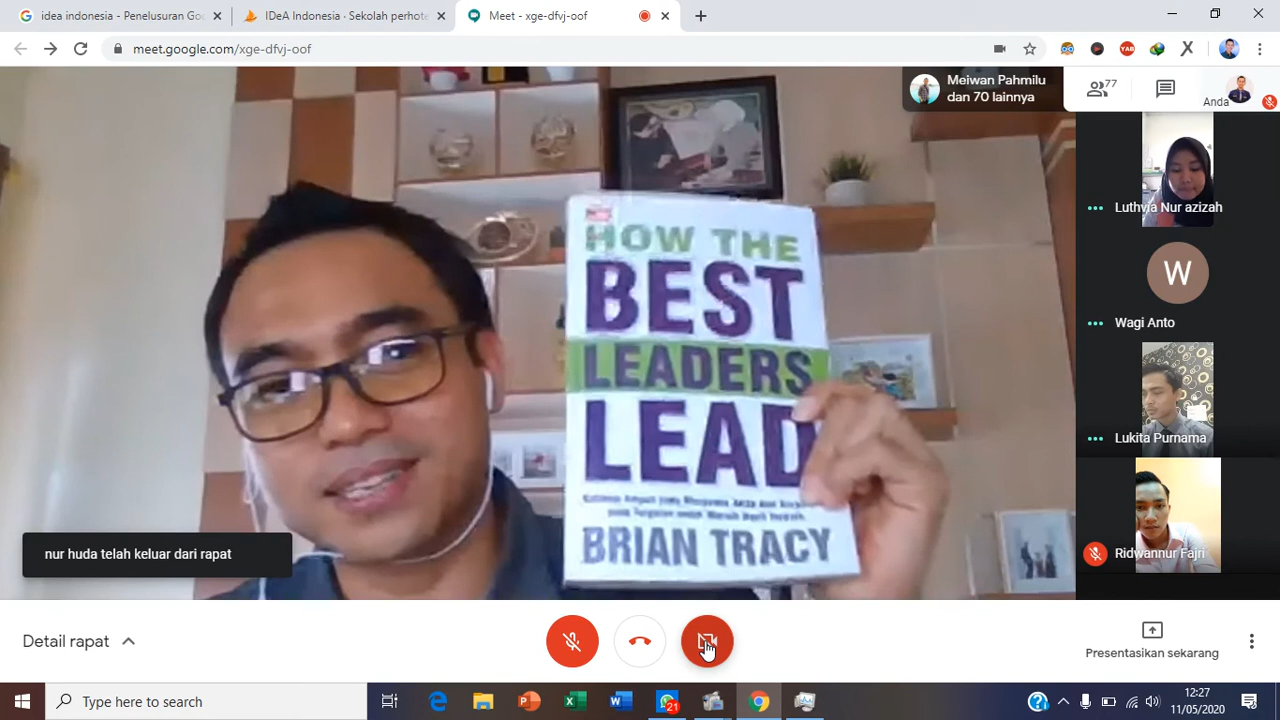 idea indonesia - Penelusuran Goo
IDeA Indonesia · Sekolah perhote
Meet - xge-dfvj-oof
meet.google.com/xge-dfvj-oof
YAB
Meiwan Pahmilu
dan 70 lainnya
77
Anda
HOW THE
BEST
LEADERS
LEAD
BRIAN TRACY
Luthvia Nur azizah
W
Wagi Anto
Lukita Purnama
Ridwannur Fajri
nur huda telah keluar dari rapat
Detail rapat
Presentasikan sekarang
Type here to search
21
12:27
11/05/2020